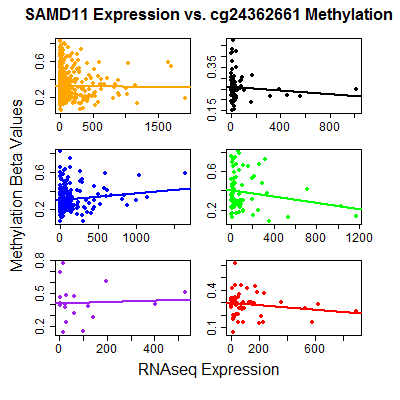 SAMD11 Expression vs. cg24362661 Methylation
Methylation Beta Values
0.2 0.6
0 500 1500
0.15 0.25 0.35
0 400 800
0.2 0.6
0 500 1000
0.2 0.6
0 400 800 1200
0.2 0.5 0.8
0 200 400
0.1 0.4
0 200 600
RNAseq Expression